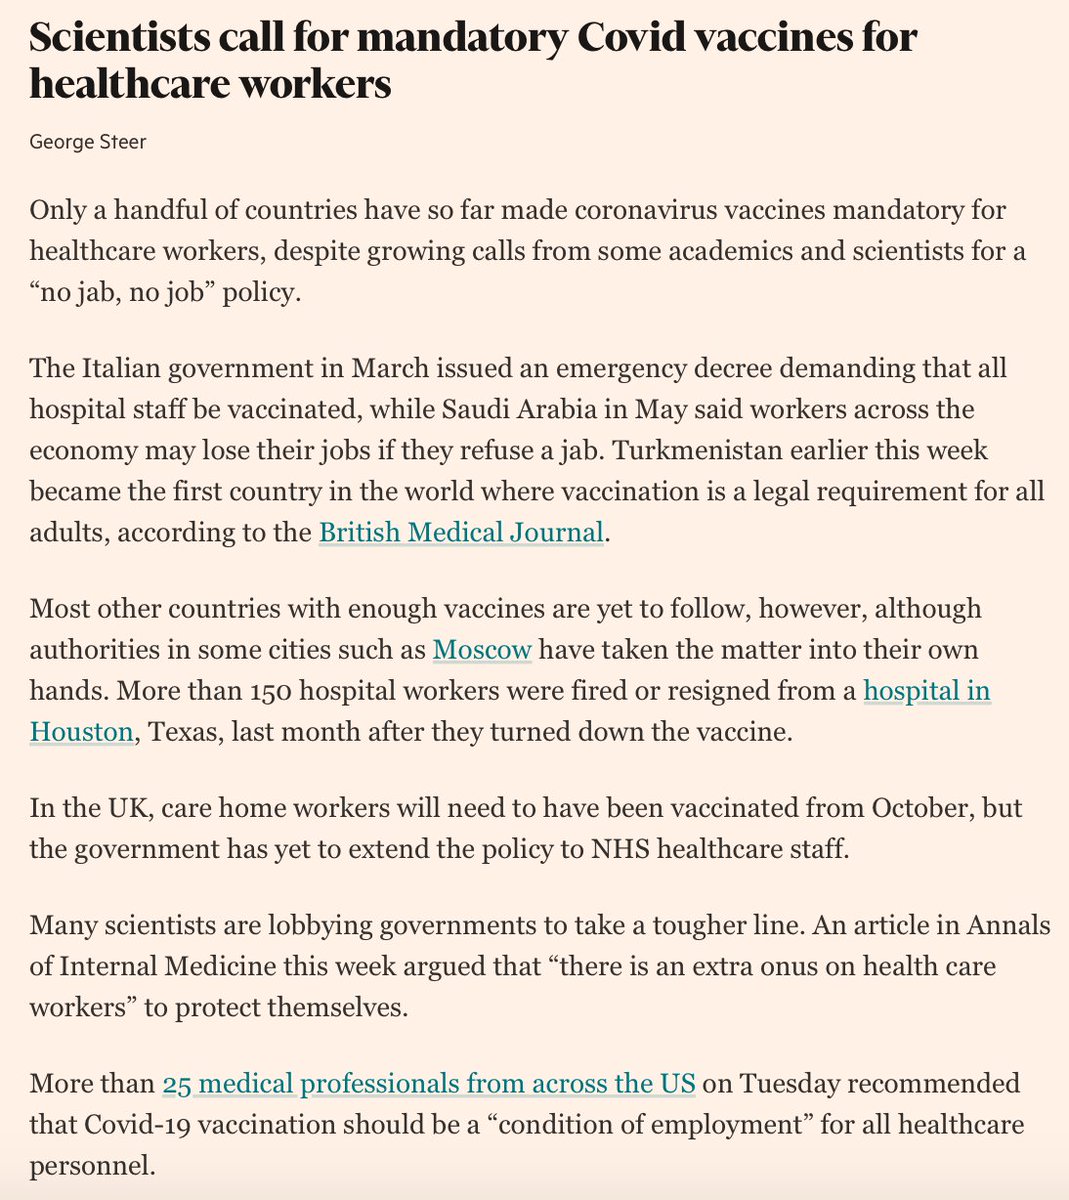 Scientists call for mandatory Covid vaccines for
healthcare workers
George Steer
Only a handful of countries have so far made coronavirus vaccines mandatory for
healthcare workers, despite growing calls from some academics and scientists for a
“no jab, no job” policy.
The Italian government in March issued an emergency decree demanding that all
hospital staff be vaccinated, while Saudi Arabia in May said workers across the
economy may lose their jobs if they refuse a jab. Turkmenistan earlier this week
became the first country in the world where vaccination is a legal requirement for all
adults, according to the British Medical Journal.
Most other countries with enough vaccines are yet to follow, however, although
authorities in some cities such as Moscow have taken the matter into their own
hands. More than 150 hospital workers were fired or resigned from a hospital in
Houston, Texas, last month after they turned down the vaccine.
In the UK, care home workers will need to have been vaccinated from October, but
the government has yet to extend the policy to NHS healthcare staff.
Many scientists are lobbying governments to take a tougher line. An article in Annals
of Internal Medicine this week argued that “there is an extra onus on health care
workers” to protect themselves.
More than 25 medical professionals from across the US on Tuesday recommended
that Covid-19 vaccination should be a “condition of employment” for all healthcare
personnel.